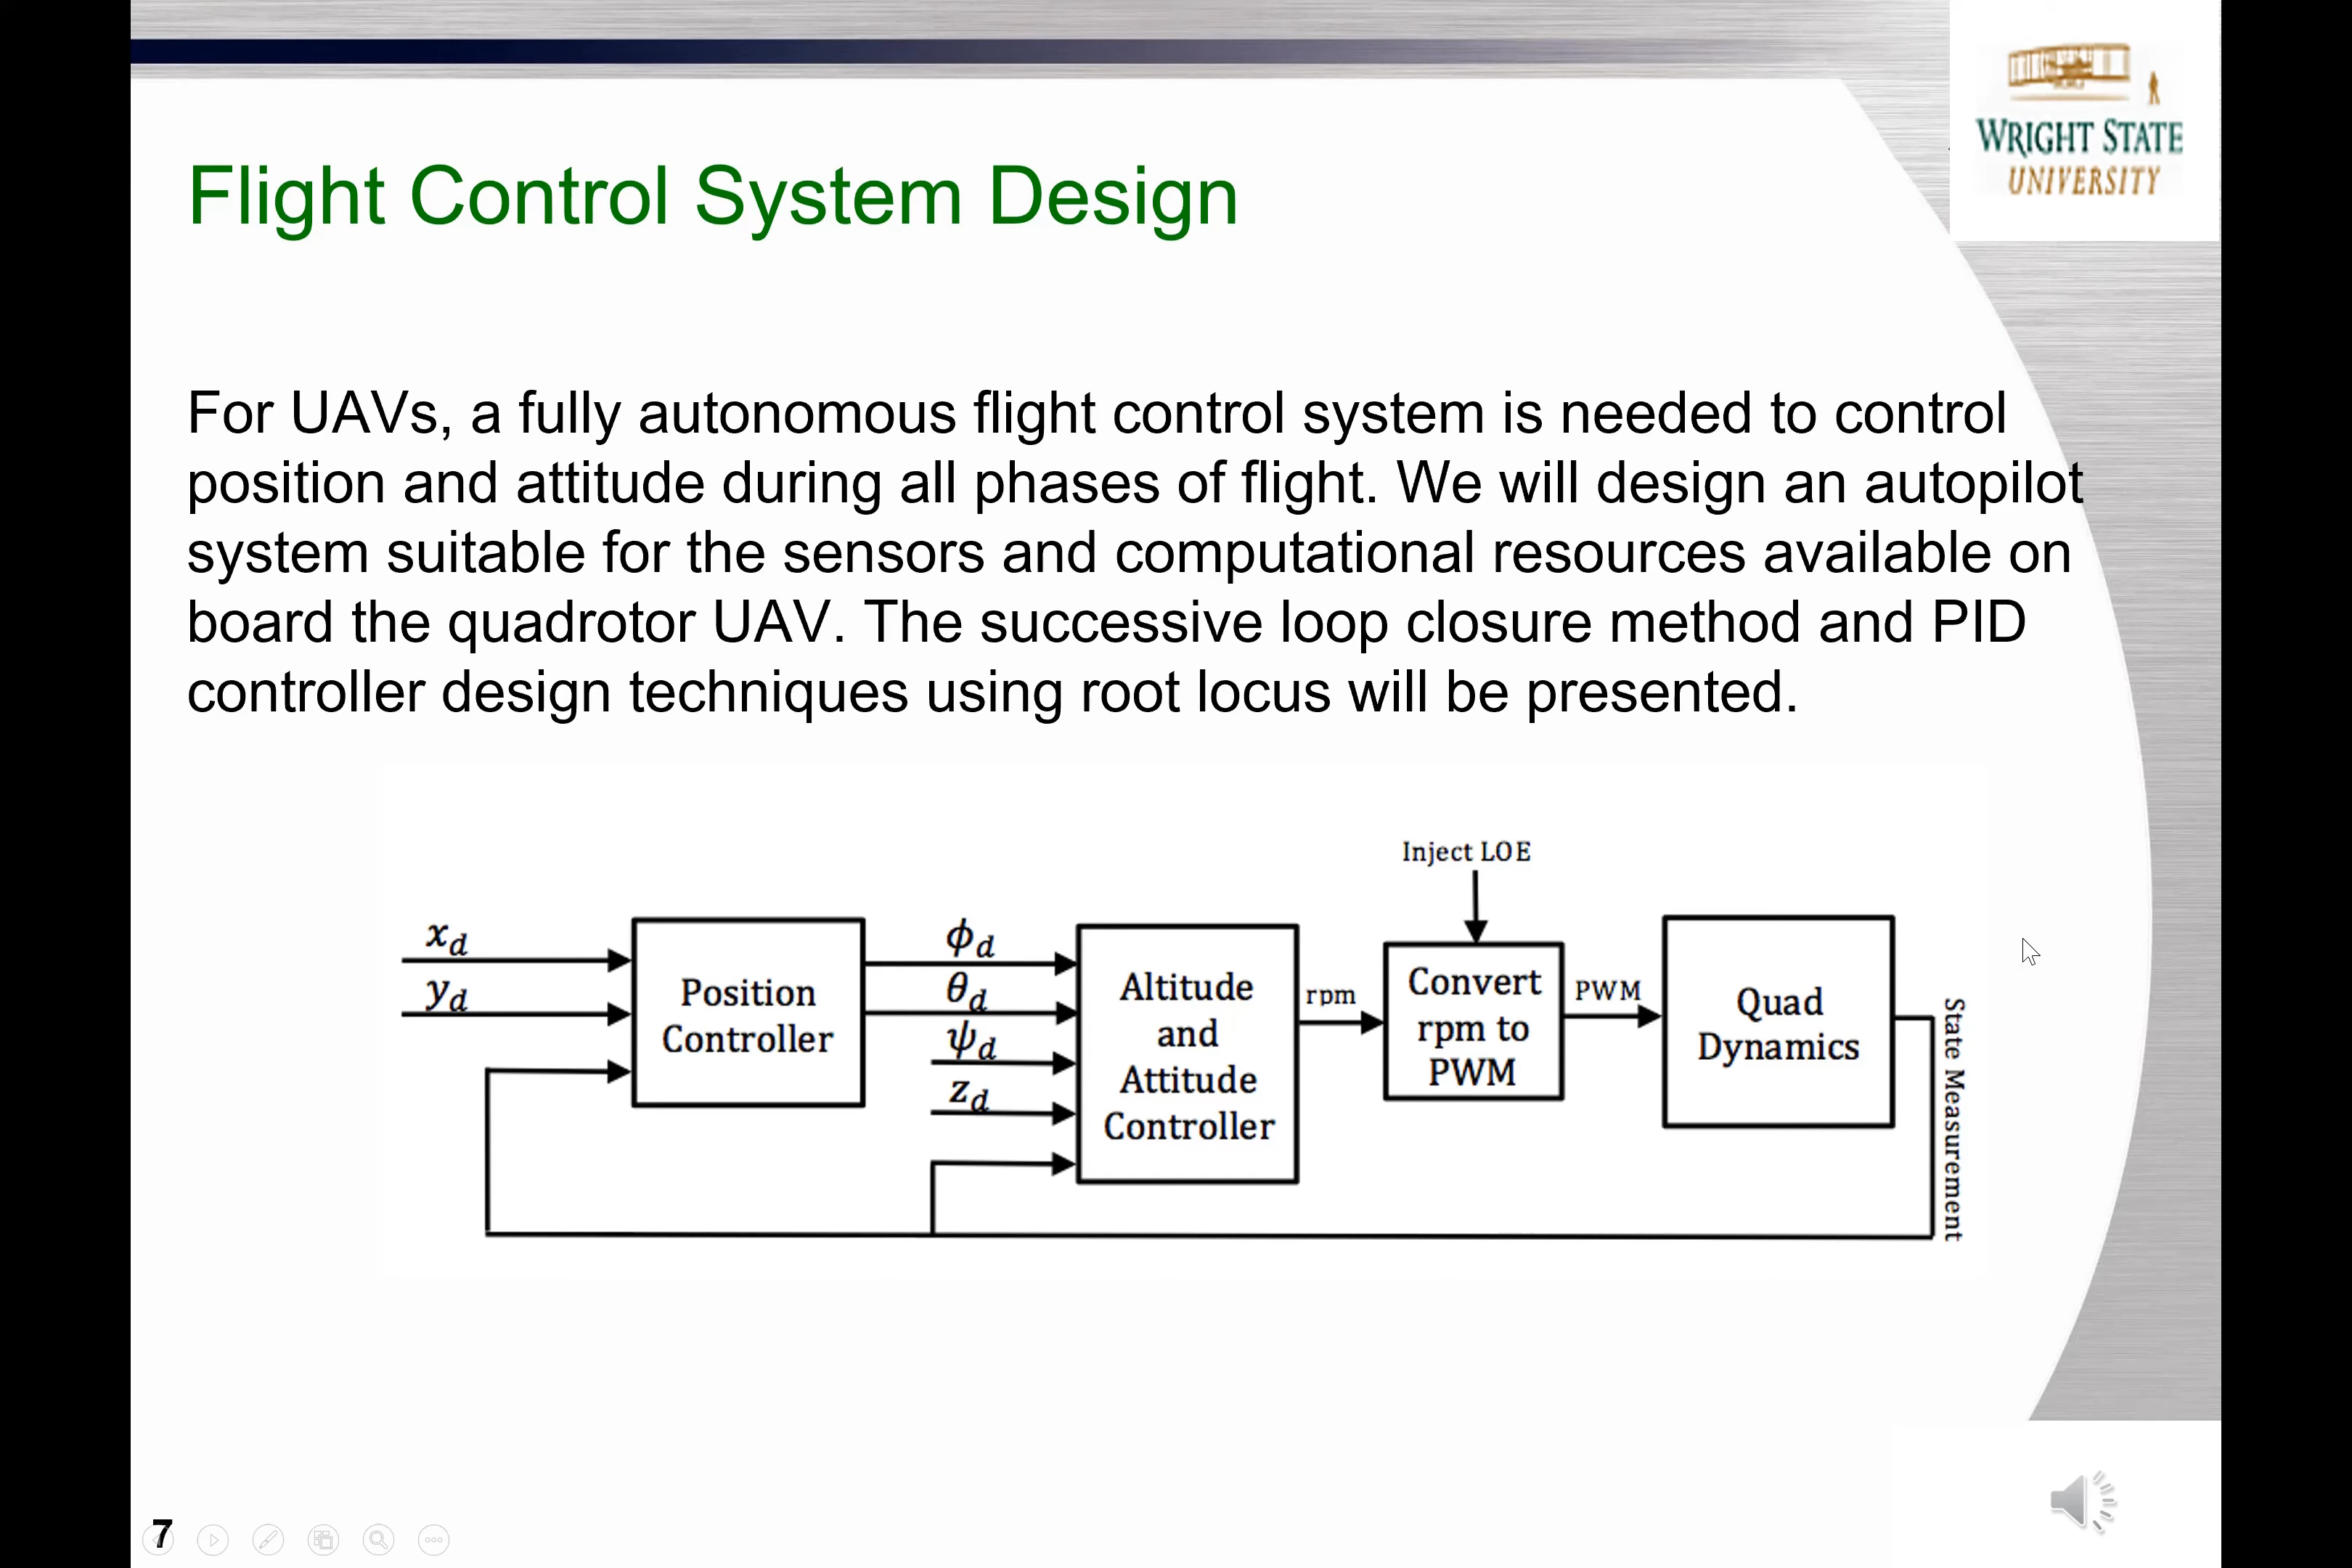 WRIGHT STATE
UNIVERSITY
Flight Control System Design
For UAVs, a fully autonomous flight control system is needed to control
position and attitude during all phases of flight. We will design an autopilot
system suitable for the sensors and computational resources available on
board the quadrotor UAV. The successive loop closure method and PID
controller design techniques using root locus will be presented.
Inject LOE
x_d
y_d
Position
Controller
ϕ_d
θ_d
ψ_d
z_d
Altitude
and
Attitude
Controller
rpm
Convert
rpm to
PWM
PWM
Quad
Dynamics
State Measurement
7